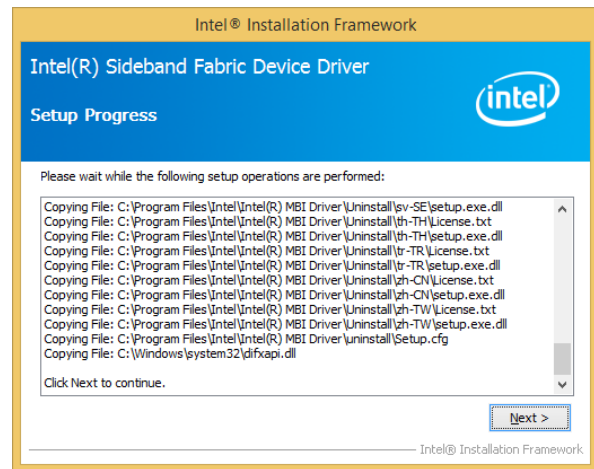 Intel® Installation Framework
Intel(R) Sideband Fabric Device Driver
Setup Progress
intel
Please wait while the following setup operations are performed:
Copying File: C:\Program Files\Intel\Intel(R) MBI Driver\Uninstall\sv-SE\setup.exe.dll
Copying File: C:\Program Files\Intel\Intel(R) MBI Driver\Uninstall\th-TH\License.txt
Copying File: C:\Program Files\Intel\Intel(R) MBI Driver\Uninstall\th-TH\setup.exe.dll
Copying File: C:\Program Files\Intel\Intel(R) MBI Driver\Uninstall\tr-TR\License.txt
Copying File: C:\Program Files\Intel\Intel(R) MBI Driver\Uninstall\tr-TR\setup.exe.dll
Copying File: C:\Program Files\Intel\Intel(R) MBI Driver\Uninstall\zh-CN\License.txt
Copying File: C:\Program Files\Intel\Intel(R) MBI Driver\Uninstall\zh-CN\setup.exe.dll
Copying File: C:\Program Files\Intel\Intel(R) MBI Driver\Uninstall\zh-TW\License.txt
Copying File: C:\Program Files\Intel\Intel(R) MBI Driver\Uninstall\zh-TW\setup.exe.dll
Copying File: C:\Program Files\Intel\Intel(R) MBI Driver\uninstall\Setup.cfg
Copying File: C:\Windows\system32\difxapi.dll
Click Next to continue.
Next >
Intel® Installation Framework